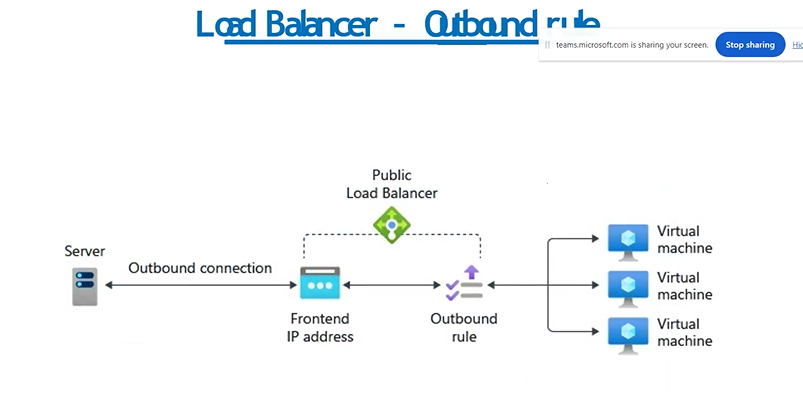 Load Balancer - Outbound rule
teams.microsoft.com is sharing your screen.
Stop sharing
Hid
Public
Load Balancer
Server
Outbound connection
Frontend
IP address
Outbound
rule
Virtual
machine
Virtual
machine
Virtual
machine